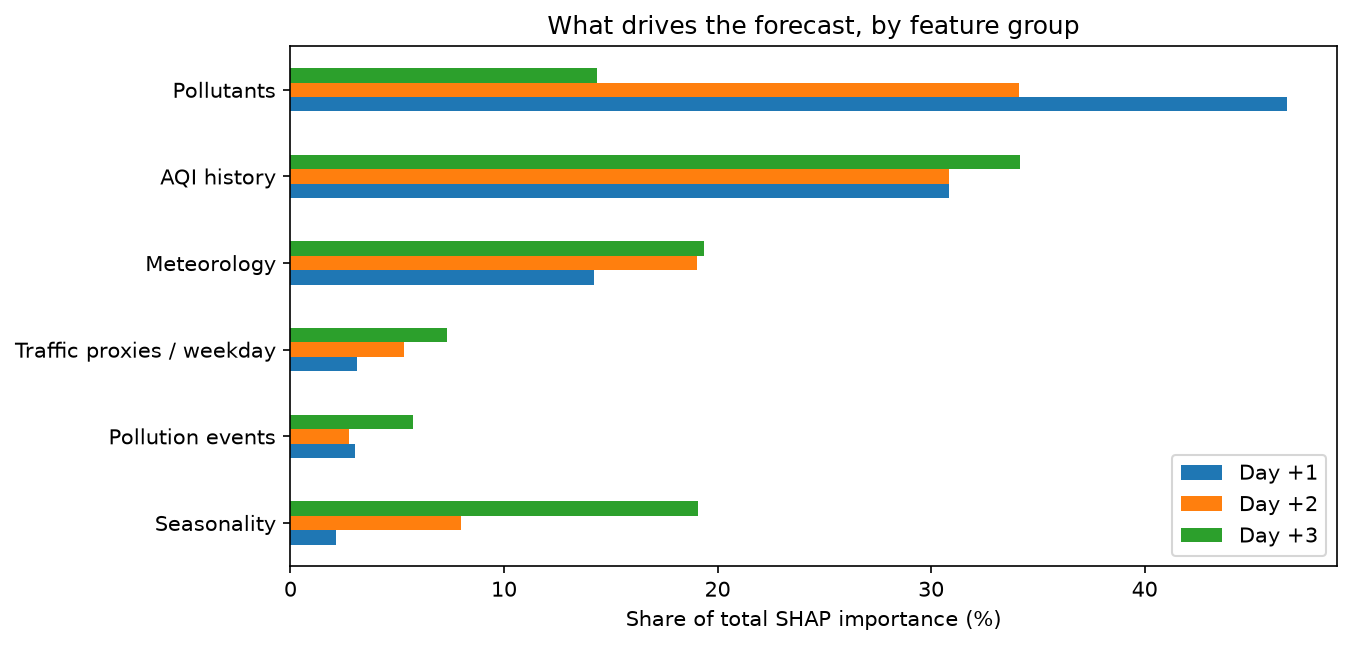 What drives the forecast, by feature group
Pollutants
AQI history
Meteorology
Traffic proxies / weekday
Pollution events
Seasonality
Day +1
Day +2
Day +3
0 10 20 30 40
Share of total SHAP importance (%)